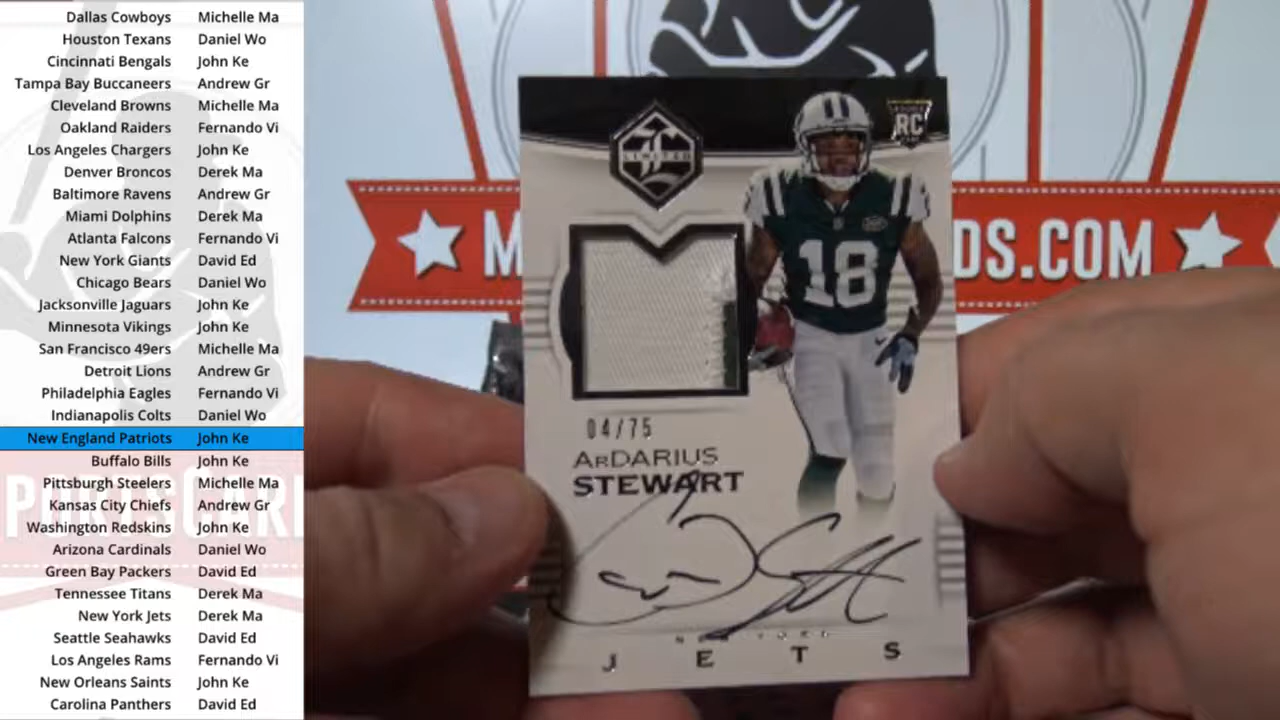 Dallas Cowboys Michelle Ma
Houston Texans Daniel Wo
Cincinnati Bengals John Ke
Tampa Bay Buccaneers Andrew Gr
Cleveland Browns Michelle Ma
Oakland Raiders Fernando Vi
Los Angeles Chargers John Ke
Denver Broncos Derek Ma
Baltimore Ravens Andrew Gr
Miami Dolphins Derek Ma
Atlanta Falcons Fernando Vi
New York Giants David Ed
Chicago Bears Daniel Wo
Jacksonville Jaguars John Ke
Minnesota Vikings John Ke
San Francisco 49ers Michelle Ma
Detroit Lions Andrew Gr
Philadelphia Eagles Fernando Vi
Indianapolis Colts Daniel Wo
New England Patriots John Ke
Buffalo Bills John Ke
Pittsburgh Steelers Michelle Ma
Kansas City Chiefs Andrew Gr
Washington Redskins John Ke
Arizona Cardinals Daniel Wo
Green Bay Packers David Ed
Tennessee Titans Derek Ma
New York Jets Derek Ma
Seattle Seahawks David Ed
Los Angeles Rams Fernando Vi
New Orleans Saints John Ke
Carolina Panthers David Ed
LIMITED
RC
18
04/75
ARDARIUS
STEWART
NEW YORK
JETS
M
DS.COM